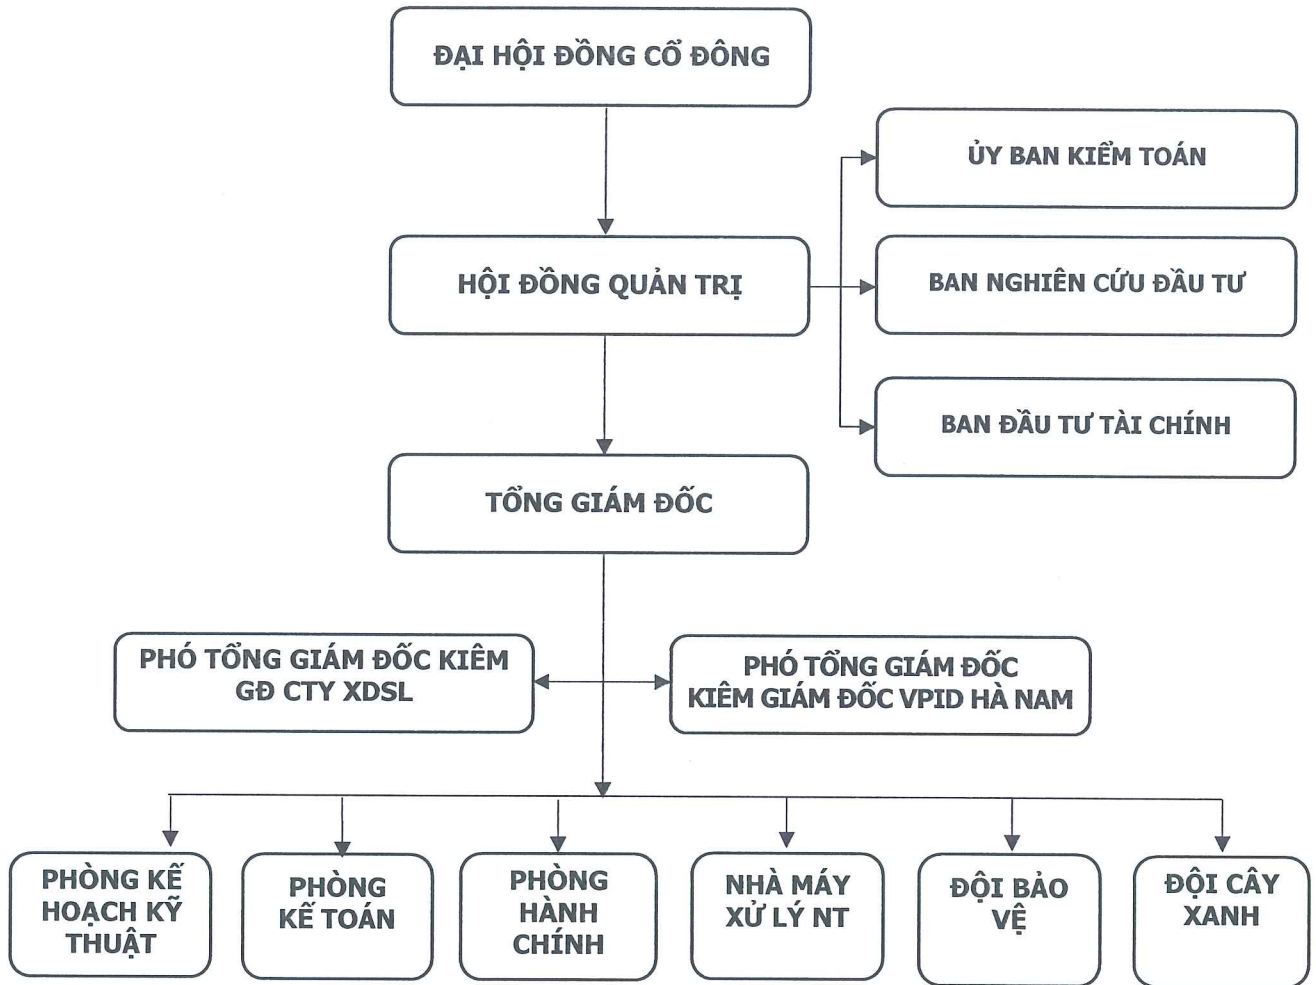 ĐẠI HỘI ĐỒNG CỔ ĐÔNG
ỦY BAN KIỂM TOÁN
HỘI ĐỒNG QUẢN TRỊ
BAN NGHIÊN CỨU ĐẦU TƯ
BAN ĐẦU TƯ TÀI CHÍNH
TỔNG GIÁM ĐỐC
PHÓ TỔNG GIÁM ĐỐC KIÊM
GĐ CTY XDSL
PHÓ TỔNG GIÁM ĐỐC
KIÊM GIÁM ĐỐC VPID HÀ NAM
PHÒNG KẾ
HOẠCH KỸ
THUẬT
PHÒNG
KẾ TOÁN
PHÒNG
HÀNH
CHÍNH
NHÀ MÁY
XỬ LÝ NT
ĐỘI BẢO
VỆ
ĐỘI CÂY
XANH